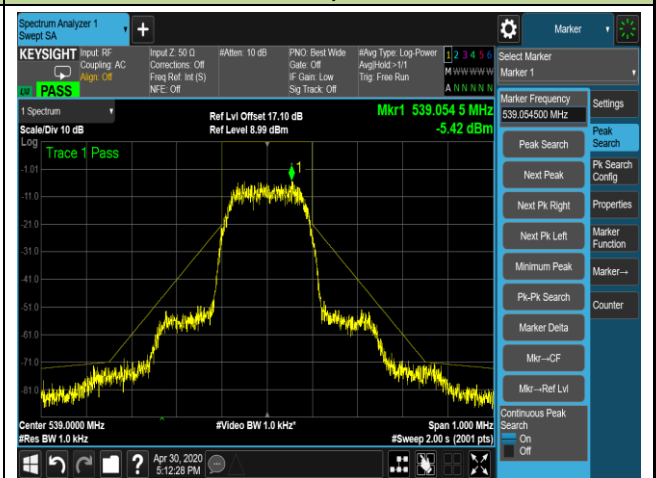 Spectrum Analyzer 1
Swept SA
+
Marker
KEYSIGHT
Input: RF
Coupling: AC
Align: Off
Input Z: 50 Ω
Corrections: Off
Freq Ref: Int (S)
NFE: Off
#Atten: 10 dB
PNO: Best Wide
Gate: Off
IF Gain: Low
Sig Track: Off
#Avg Type: Log-Power
Avg|Hold:>1/1
Trig: Free Run
1 2 3 4 5 6
M W W W W W
A N N N N N
PASS
Select Marker
Marker 1
1 Spectrum
Scale/Div 10 dB
Ref Lvl Offset 17.10 dB
Ref Level 8.99 dBm
Mkr1 539.054 5 MHz
-5.42 dBm
Log
Trace 1 Pass
1
-1.01
-11.0
-21.0
-31.0
-41.0
-51.0
-61.0
-71.0
-81.0
Center 539.0000 MHz
#Res BW 1.0 kHz
#Video BW 1.0 kHz*
Span 1.000 MHz
#Sweep 2.00 s (2001 pts)
Marker Frequency
539.054500 MHz
Peak Search
Next Peak
Next Pk Right
Next Pk Left
Minimum Peak
Pk-Pk Search
Marker Delta
Mkr→CF
Mkr→Ref Lvl
Continuous Peak
Search
On
Off
Settings
Peak
Search
Pk Search
Config
Properties
Marker
Function
Marker→
Counter
?
Apr 30, 2020
5:12:28 PM